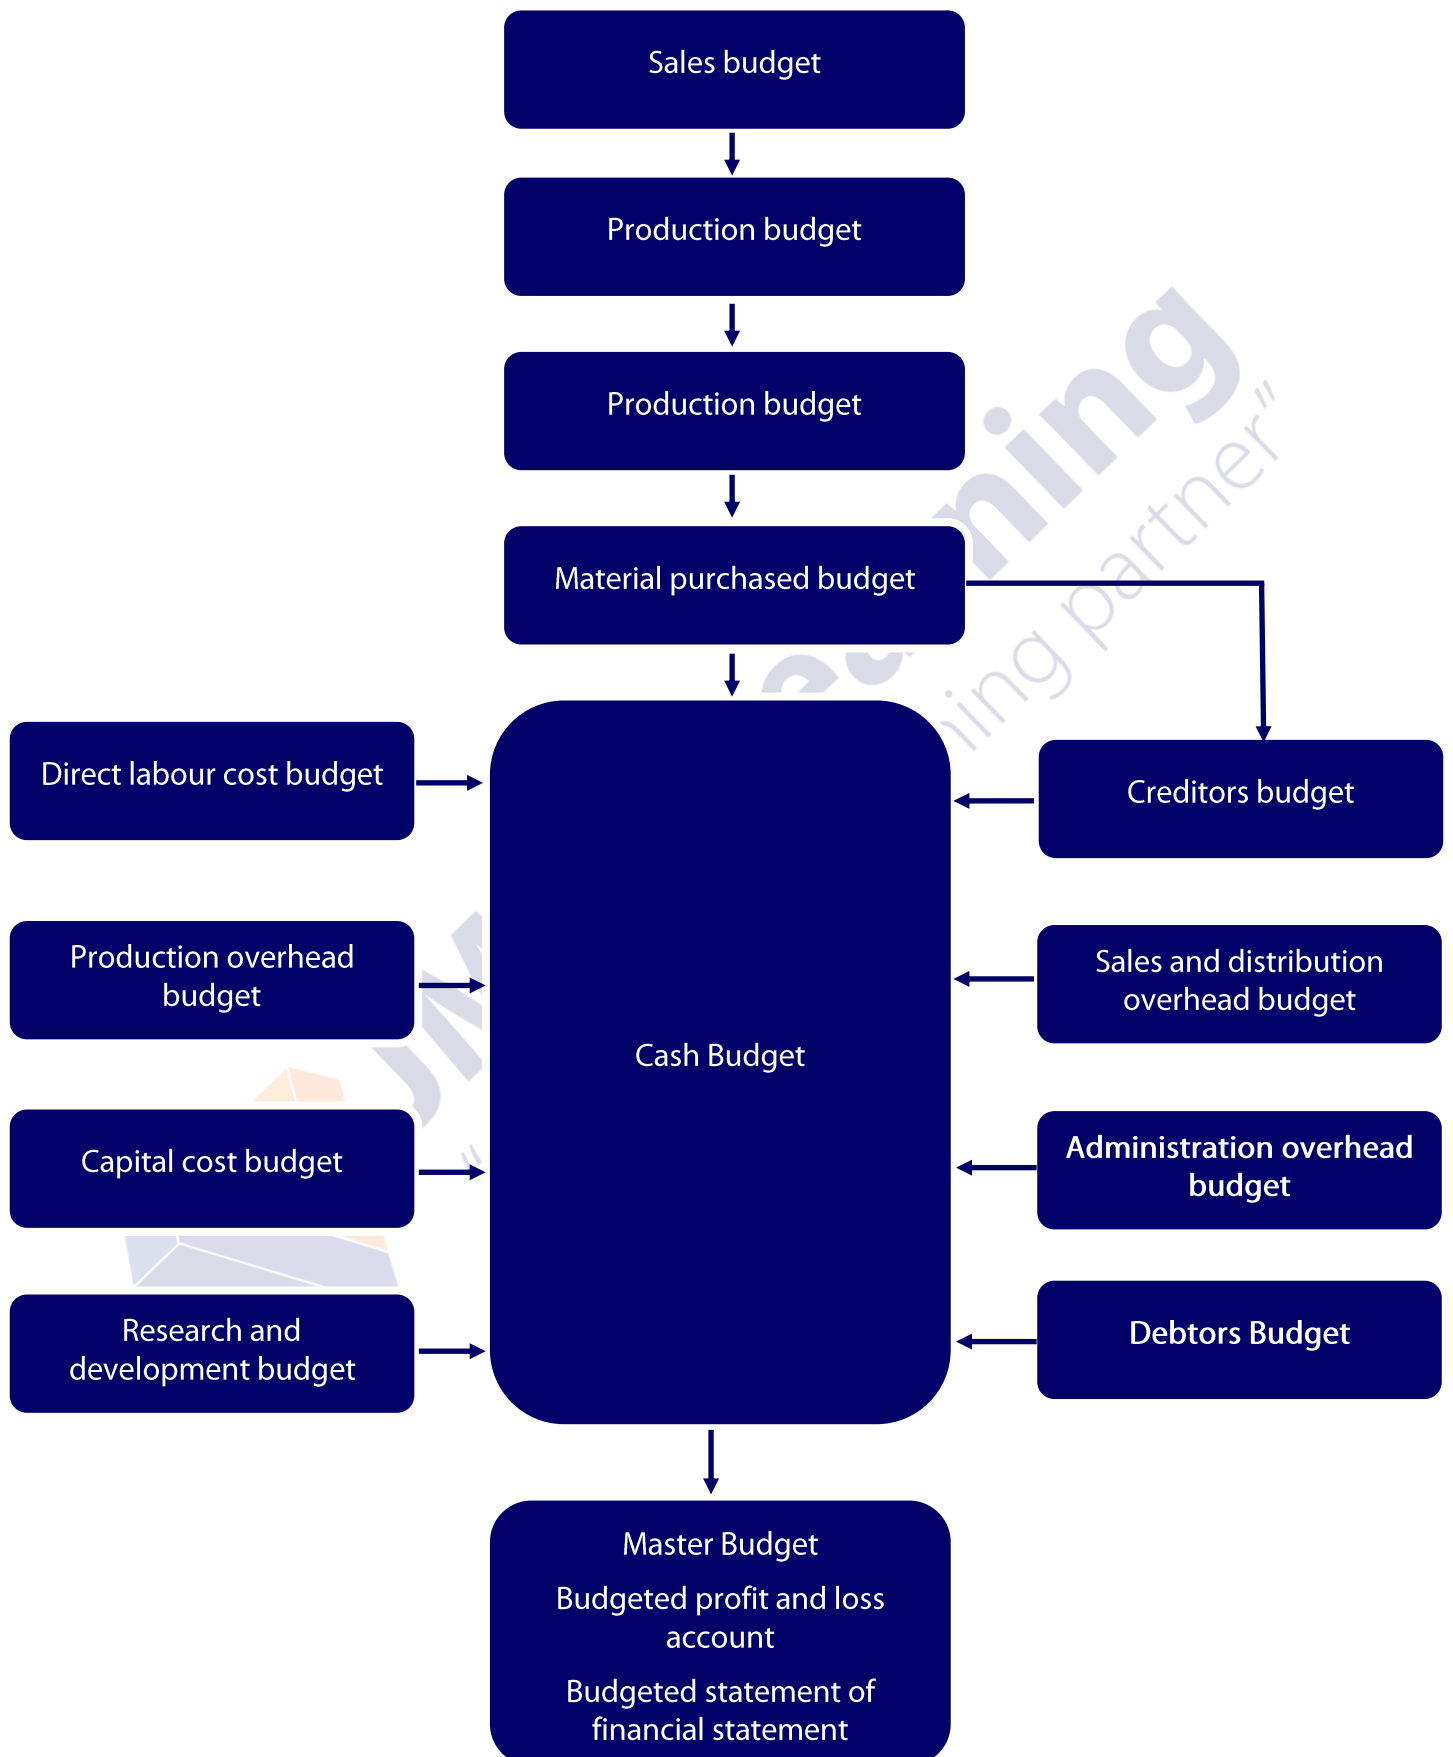 Sales budget
Production budget
Production budget
Material purchased budget
Direct labour cost budget
Creditors budget
Production overhead
budget
Sales and distribution
overhead budget
Cash Budget
Capital cost budget
Administration overhead
budget
Research and
development budget
Debtors Budget
Master Budget
Budgeted profit and loss
account
Budgeted statement of
financial statement
partner”